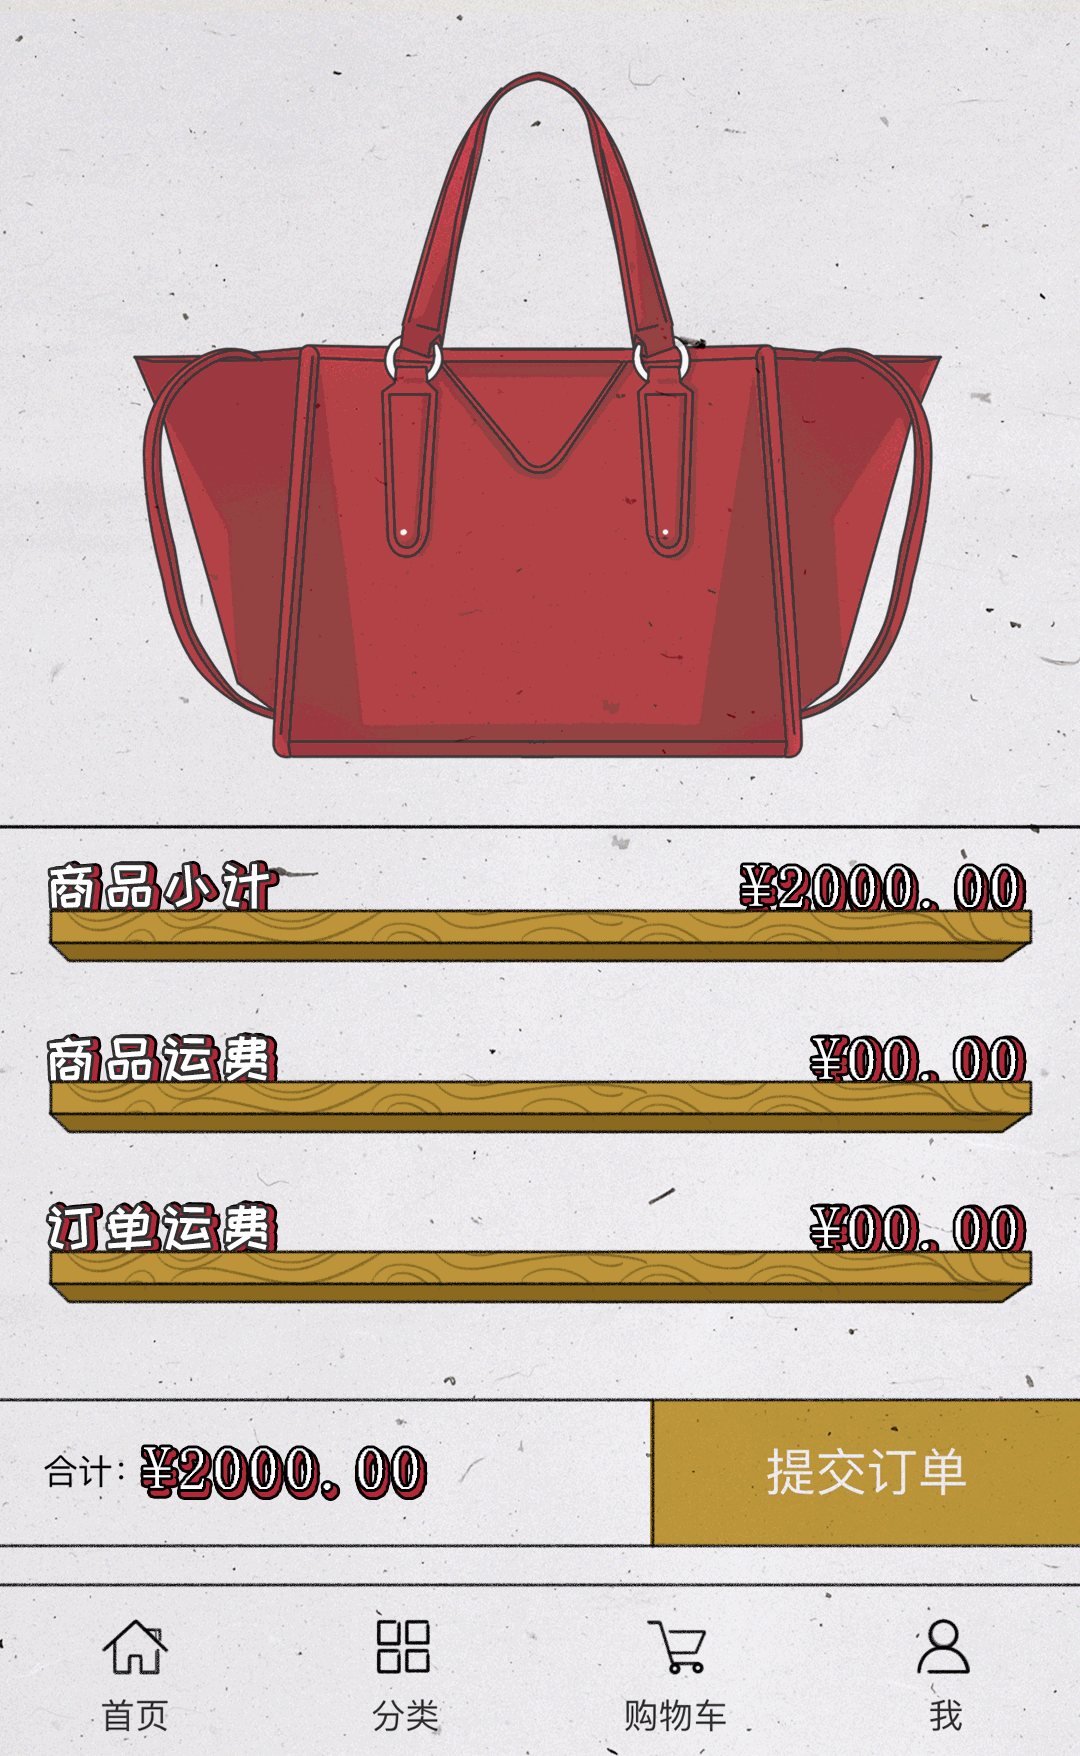 商品小计 ¥2000.00
商品运费 ¥00.00
订单运费 ¥00.00
合计：¥2000.00 提交订单
首页 分类 购物车 我